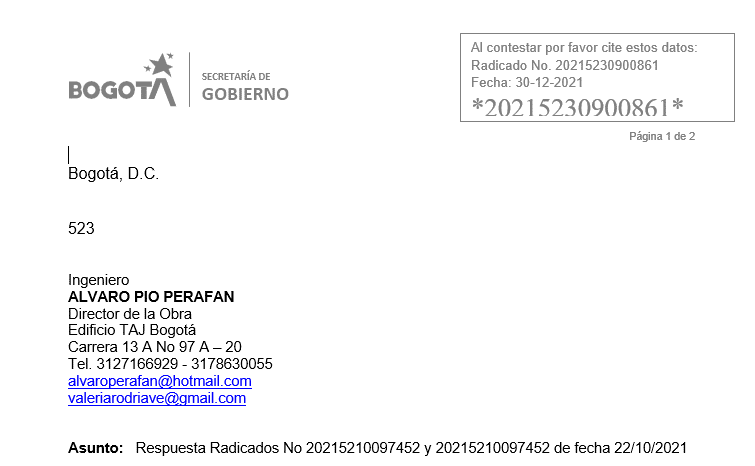 BOGOTÁ
SECRETARÍA DE
GOBIERNO
Al contestar por favor cite estos datos:
Radicado No. 20215230900861
Fecha: 30-12-2021
*20215230900861*
Página 1 de 2
Bogotá, D.C.
523
Ingeniero
ALVARO PIO PERAFAN
Director de la Obra
Edificio TAJ Bogotá
Carrera 13 A No 97 A – 20
Tel. 3127166929 - 3178630055
alvaroperafan@hotmail.com
valeriarodriave@gmail.com
Asunto: Respuesta Radicados No 20215210097452 y 20215210097452 de fecha 22/10/2021